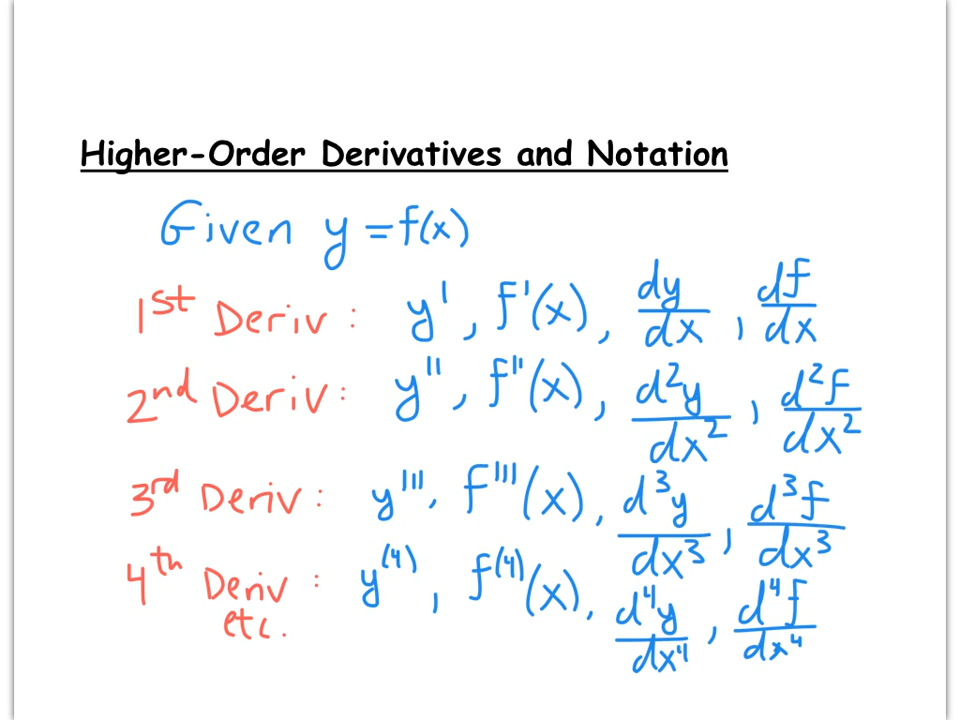 Higher-Order Derivatives and Notation
Given y = f(x)
1st Deriv : y', f'(x), dy/dx, df/dx
2nd Deriv : y'', f''(x), d²y/dx², d²f/dx²
3rd Deriv : y''', f'''(x), d³y/dx³, d³f/dx³
4th Deriv : y⁽⁴⁾, f⁽⁴⁾(x), d⁴y/dx⁴, d⁴f/dx⁴
etc.